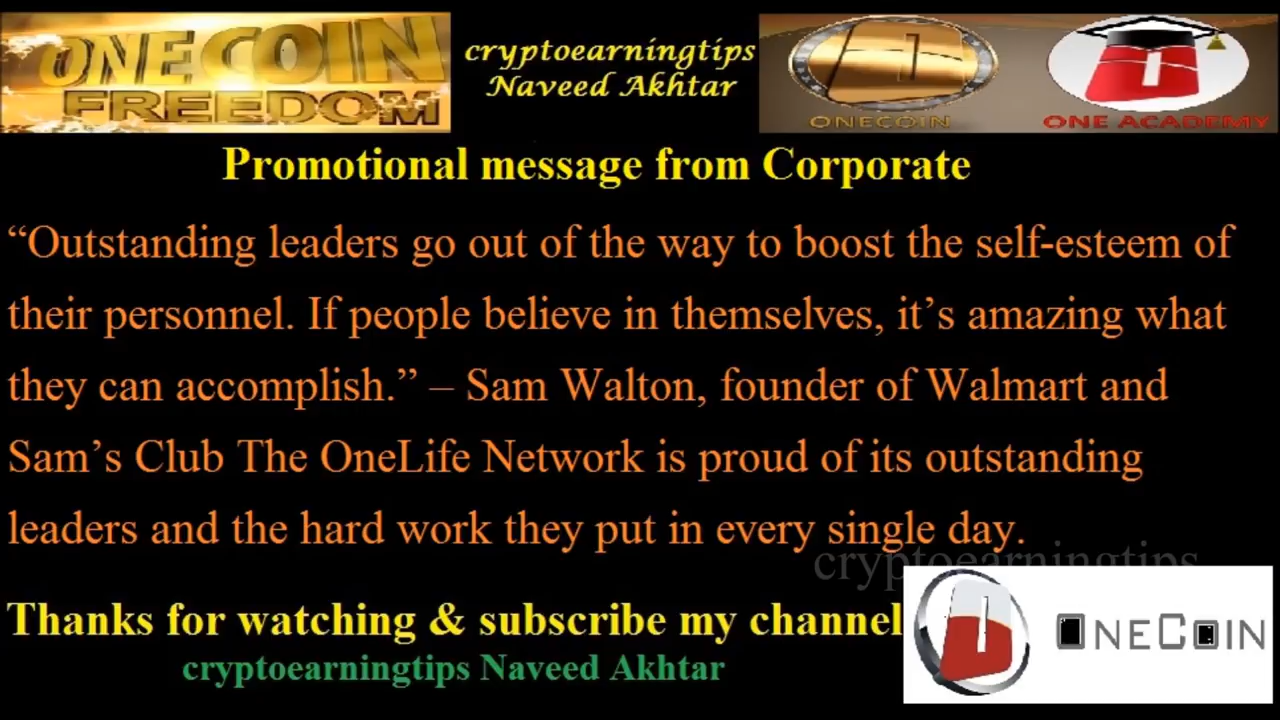 ONE COIN
FREEDOM
cryptoearningtips
Naveed Akhtar
ONECOIN
ONE ACADEMY
Promotional message from Corporate
“Outstanding leaders go out of the way to boost the self-esteem of
their personnel. If people believe in themselves, it’s amazing what
they can accomplish.” – Sam Walton, founder of Walmart and
Sam’s Club The OneLife Network is proud of its outstanding
leaders and the hard work they put in every single day.
cryptoearningtips
Thanks for watching & subscribe my channel
cryptoearningtips Naveed Akhtar
ONECOIN